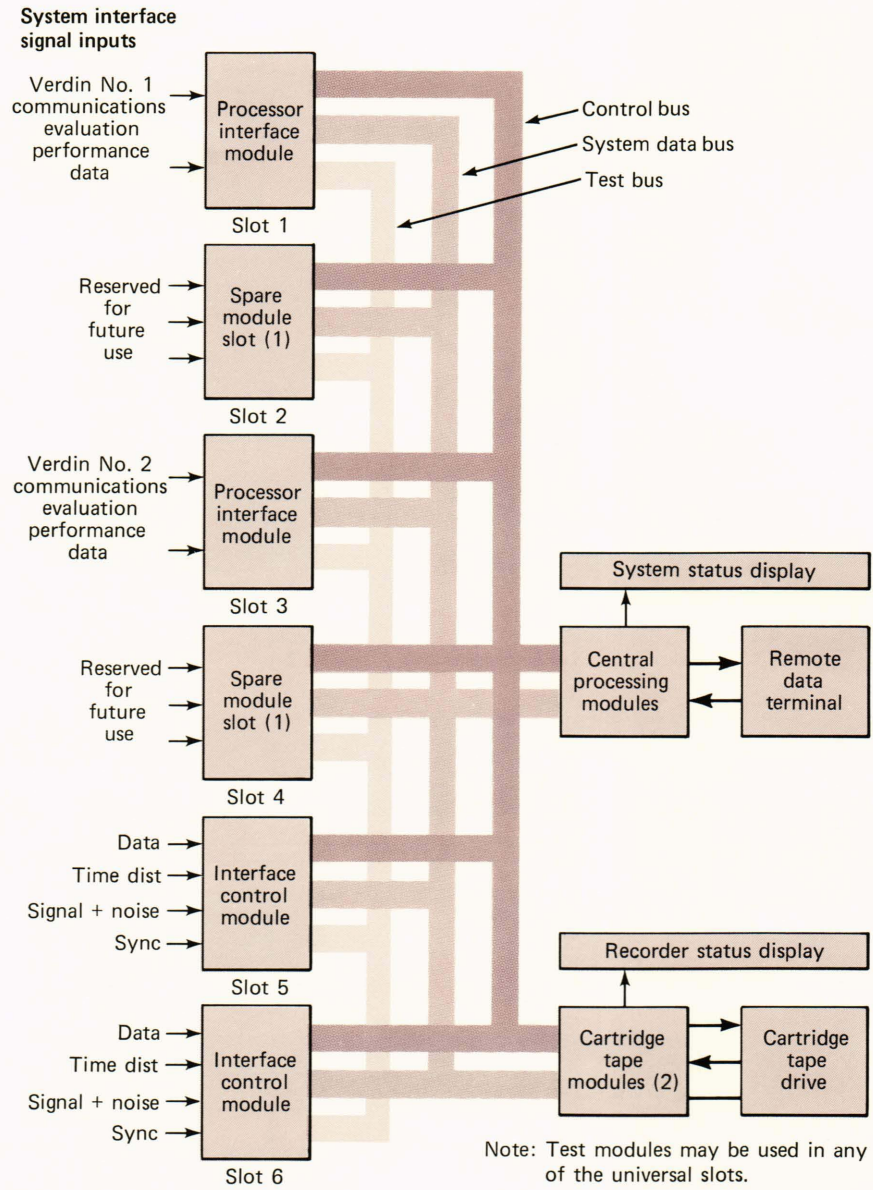 System interface
signal inputs
Verdin No. 1
communications
evaluation
performance
data
Processor
interface
module
Slot 1
Control bus
System data bus
Test bus
Reserved
for
future
use
Spare
module
slot (1)
Slot 2
Verdin No. 2
communications
evaluation
performance
data
Processor
interface
module
Slot 3
System status display
Reserved
for
future
use
Spare
module
slot (1)
Slot 4
Central
processing
modules
Remote
data
terminal
Data
Time dist
Signal + noise
Sync
Interface
control
module
Slot 5
Recorder status display
Data
Time dist
Signal + noise
Sync
Interface
control
module
Slot 6
Cartridge
tape
modules (2)
Cartridge
tape
drive
Note: Test modules may be used in any
of the universal slots.